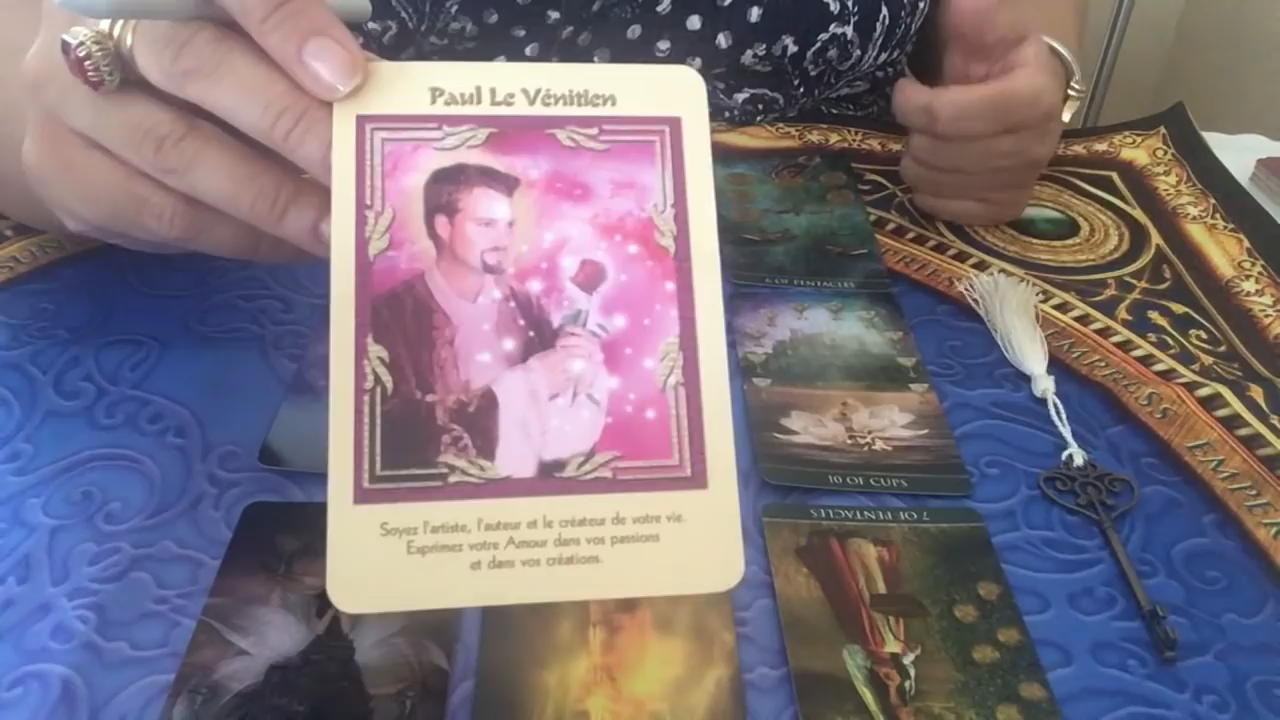 Paul Le Vénitien
Soyez l'artiste, l'auteur et le créateur de votre vie.
Exprimez votre Amour dans vos passions
et dans vos créations.
6 OF PENTACLES
10 OF CUPS
7 OF PENTACLES
SUN
EMPRESS